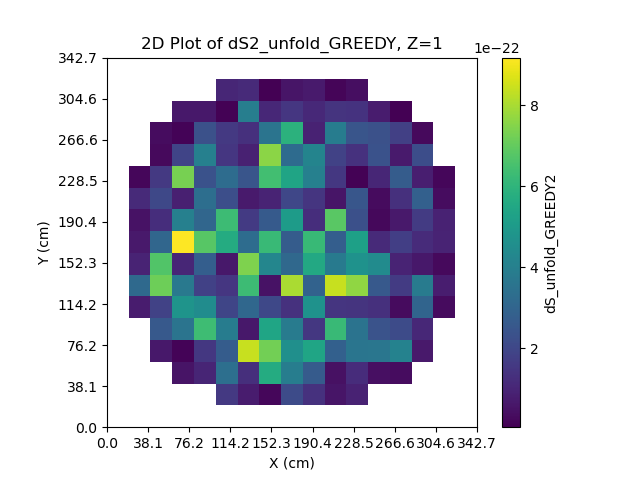 2D Plot of dS2_unfold_GREEDY, Z=1
1e−22
342.7
304.6
266.6
228.5
190.4
152.3
114.2
76.2
38.1
0.0
Y (cm)
0.0 38.1 76.2 114.2 152.3 190.4 228.5 266.6 304.6 342.7
X (cm)
8
6
4
2
dS_unfold_GREEDY2